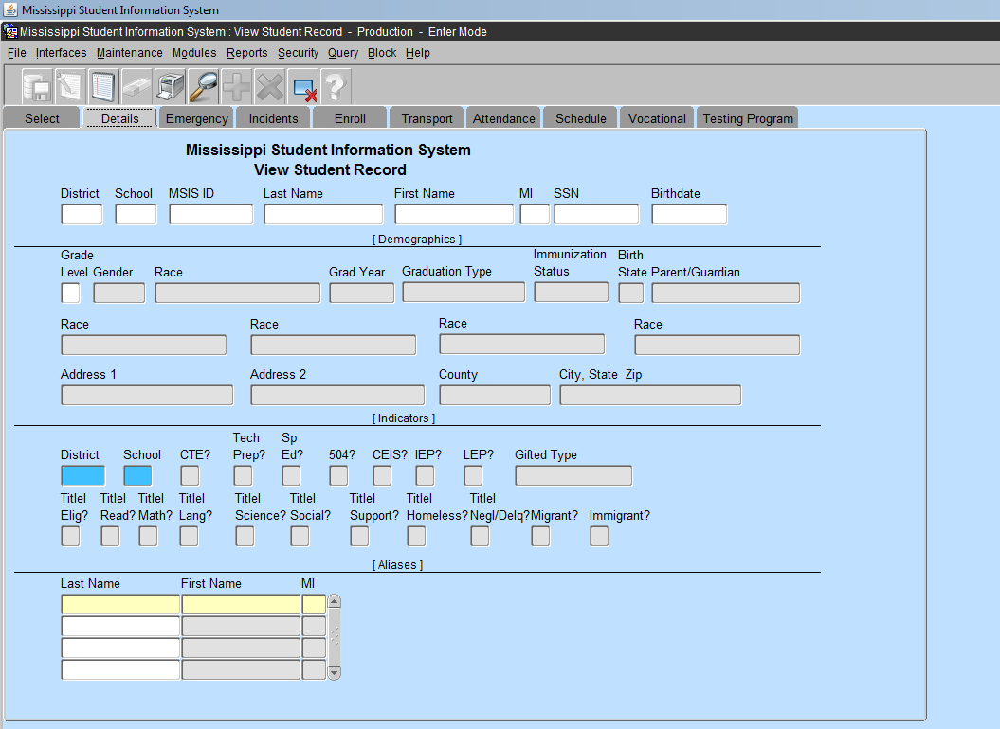 Mississippi Student Information System
Mississippi Student Information System : View Student Record - Production - Enter Mode
File Interfaces Maintenance Modules Reports Security Query Block Help
Select Details Emergency Incidents Enroll Transport Attendance Schedule Vocational Testing Program
Mississippi Student Information System
View Student Record
District School MSIS ID Last Name First Name MI SSN Birthdate
[ Demographics ]
Grade Immunization Birth
Level Gender Race Grad Year Graduation Type Status State Parent/Guardian
Race Race Race Race
Address 1 Address 2 County City, State Zip
[ Indicators ]
Tech Sp
District School CTE? Prep? Ed? 504? CEIS? IEP? LEP? Gifted Type
TitleI TitleI TitleI TitleI TitleI TitleI TitleI TitleI TitleI
Elig? Read? Math? Lang? Science? Social? Support? Homeless? Negl/Delq? Migrant? Immigrant?
[ Aliases ]
Last Name First Name MI